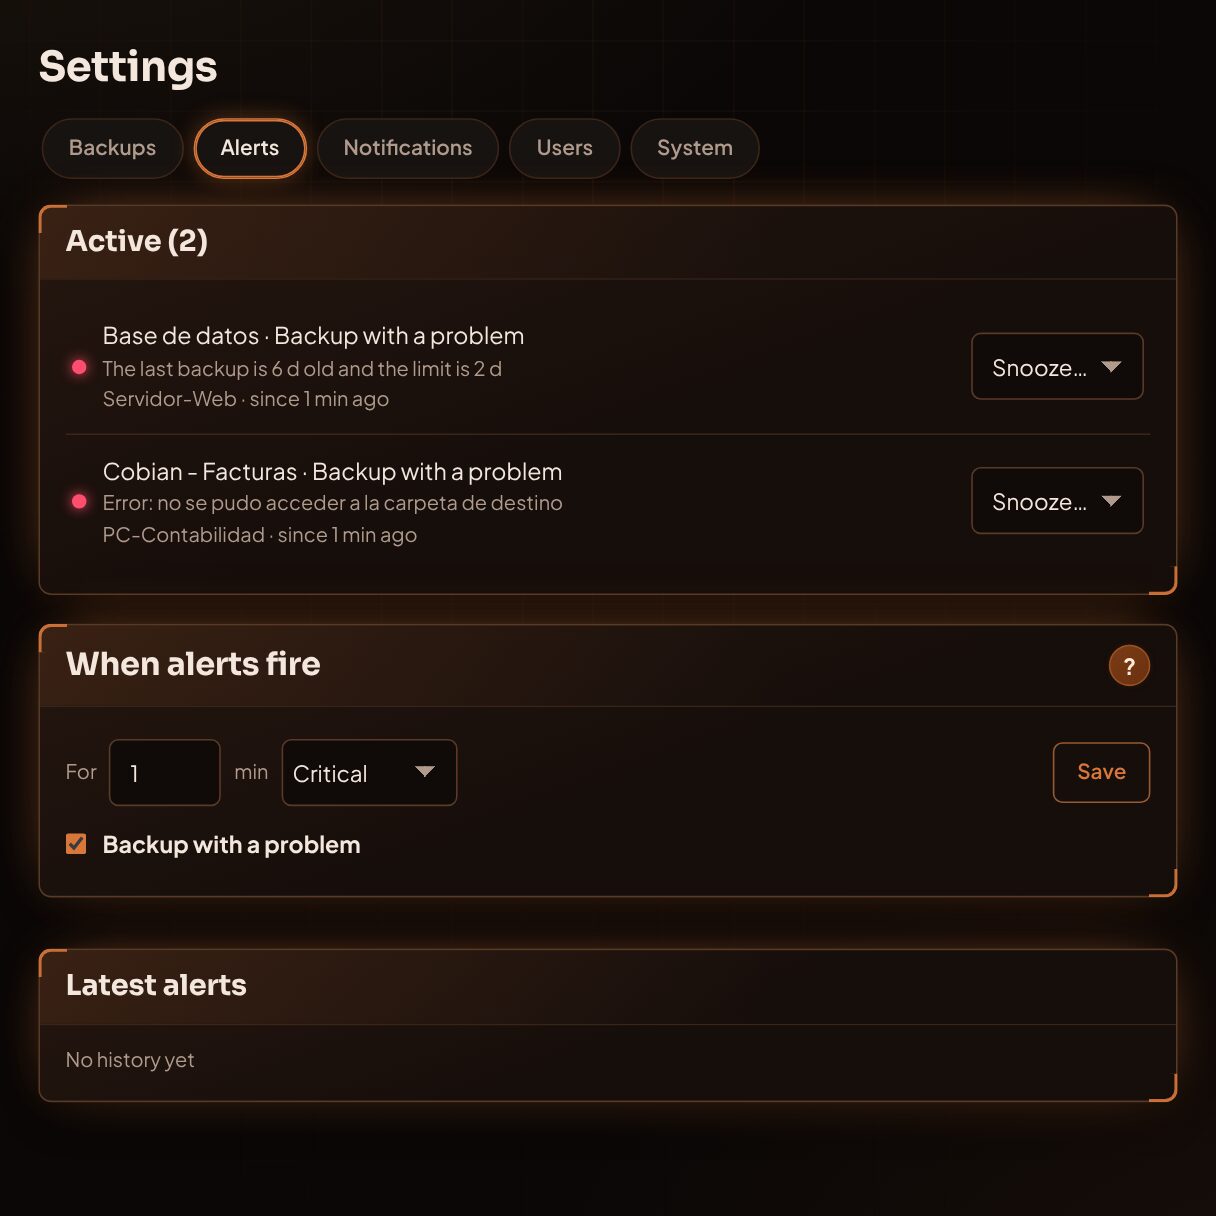 Settings
Backups
Alerts
Notifications
Users
System
Active (2)
Base de datos · Backup with a problem
The last backup is 6 d old and the limit is 2 d
Servidor-Web · since 1 min ago
Snooze...
Cobian - Facturas · Backup with a problem
Error: no se pudo acceder a la carpeta de destino
PC-Contabilidad · since 1 min ago
Snooze...
When alerts fire
?
For 1 min Critical
Save
Backup with a problem
Latest alerts
No history yet